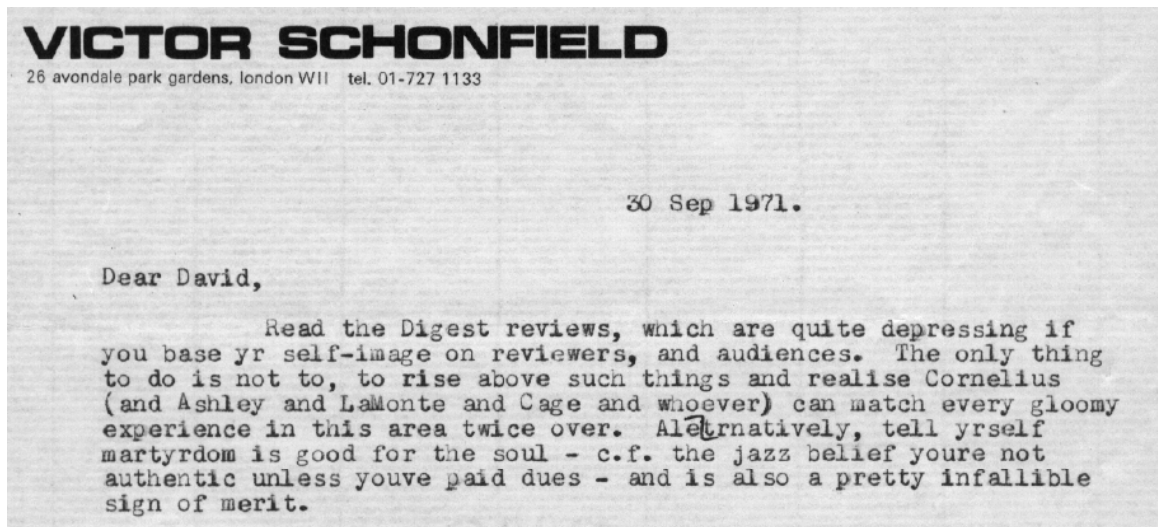 VICTOR SCHONFIELD
26 avondale park gardens, london W11 tel. 01-727 1133
30 Sep 1971.
Dear David,
Read the Digest reviews, which are quite depressing if
you base yr self-image on reviewers, and audiences. The only thing
to do is not to, to rise above such things and realise Cornelius
(and Ashley and LaMonte and Cage and whoever) can match every gloomy
experience in this area twice over. Aletrnatively, tell yrself
martyrdom is good for the soul - c.f. the jazz belief youre not
authentic unless youve paid dues - and is also a pretty infallible
sign of merit.